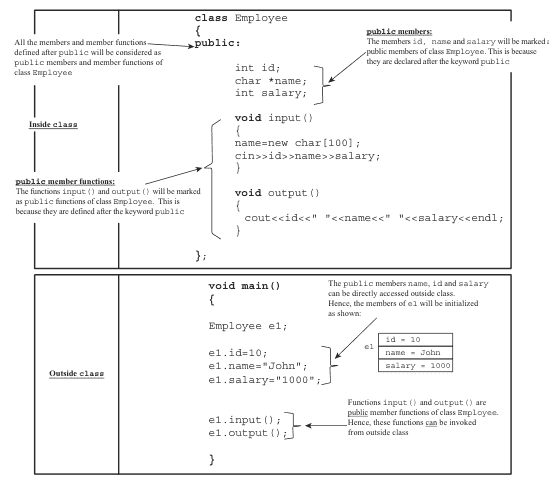 class Employee
{
public:
All the members and member functions
defined after public will be considered as
public members and member functions of
class Employee
public members:
The members id, name and salary will be marked a
public members of class Employee. This is because
they are declared after the keyword public
int id;
char *name;
int salary;
Inside class
void input()
{
name=new char[100];
cin>>id>>name>>salary;
}
public member functions:
The functions input() and output() will be marked
as public functions of class Employee. This is
because they are defined after the keyword public
void output()
{
cout<<id<<" "<<name<<" "<<salary<<endl;
}
};
Outside class
void main()
{
Employee e1;
e1.id=10;
e1.name="John";
e1.salary="1000";
The public members name, id and salary
can be directly accessed outside class.
Hence, the members of e1 will be initialized
as shown:
e1
id = 10
name = John
salary = 1000
e1.input();
e1.output();
Functions input() and output() are
public member functions of class Employee.
Hence, these functions can be invoked
from outside class
}